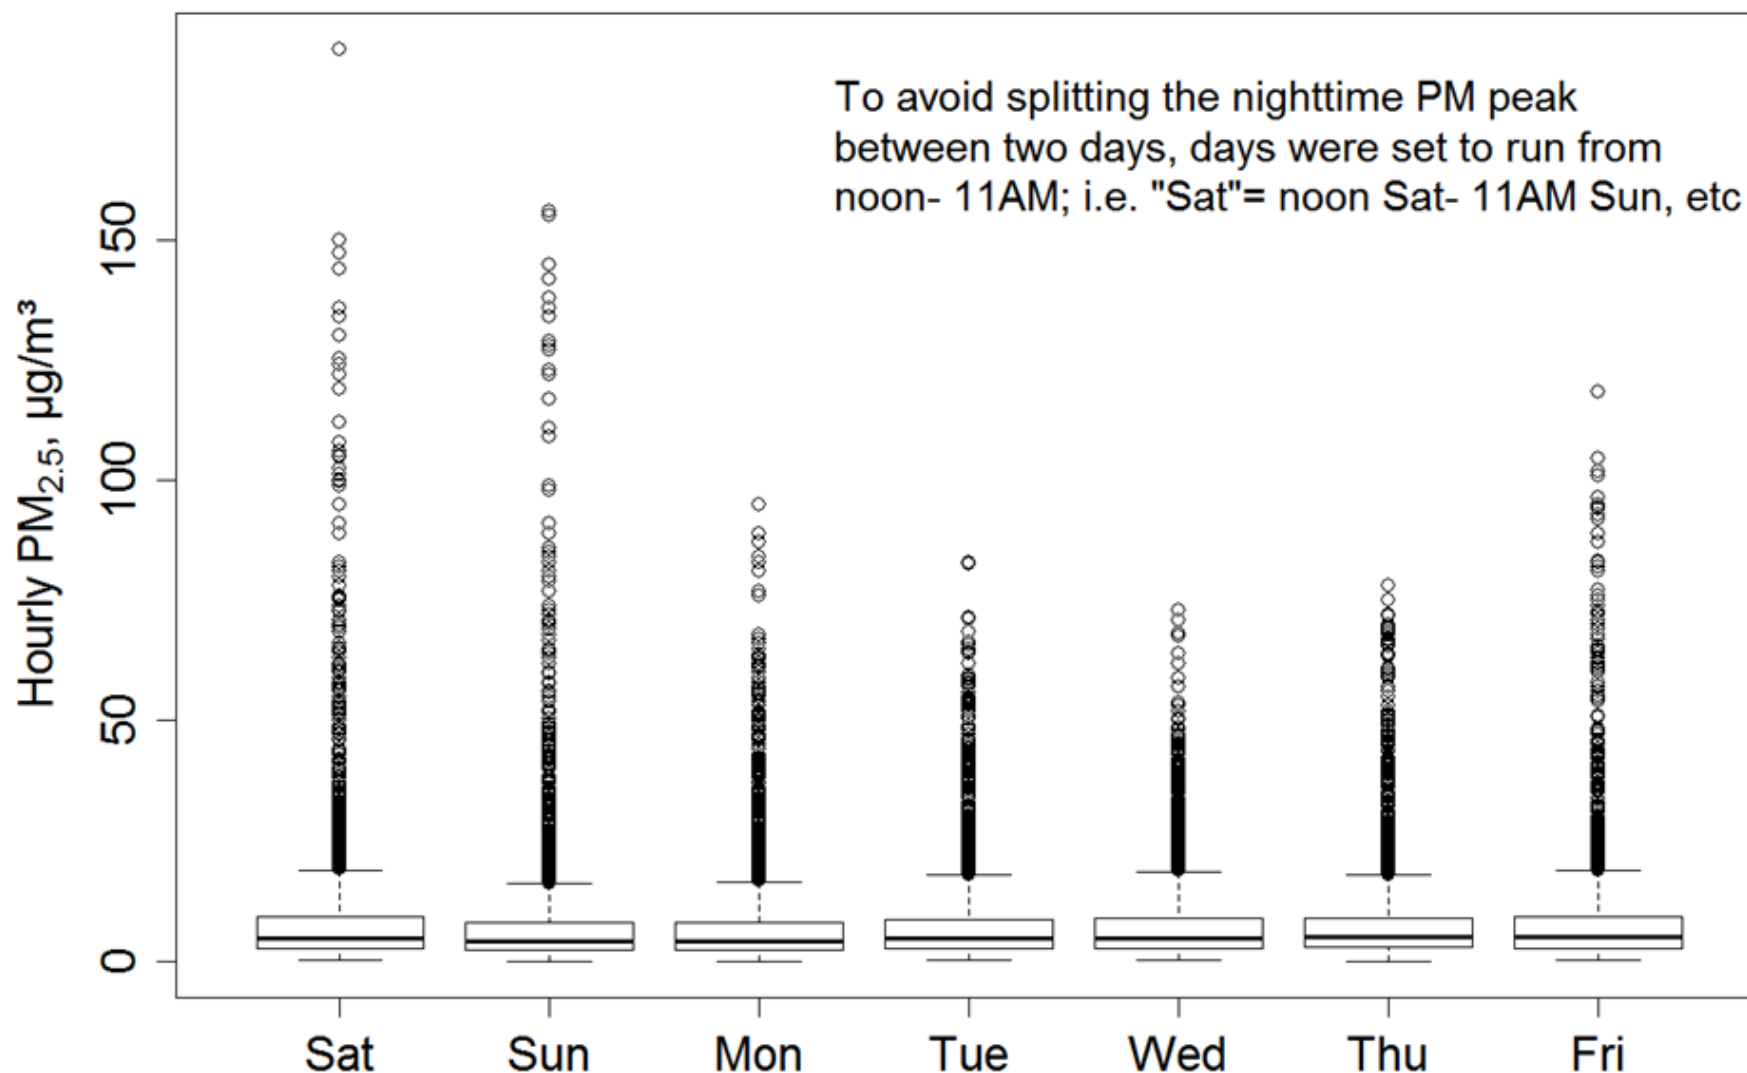 To avoid splitting the nighttime PM peak
between two days, days were set to run from
noon- 11AM; i.e. "Sat"= noon Sat- 11AM Sun, etc
Hourly PM2.5, µg/m³
150
100
50
0
Sat Sun Mon Tue Wed Thu Fri